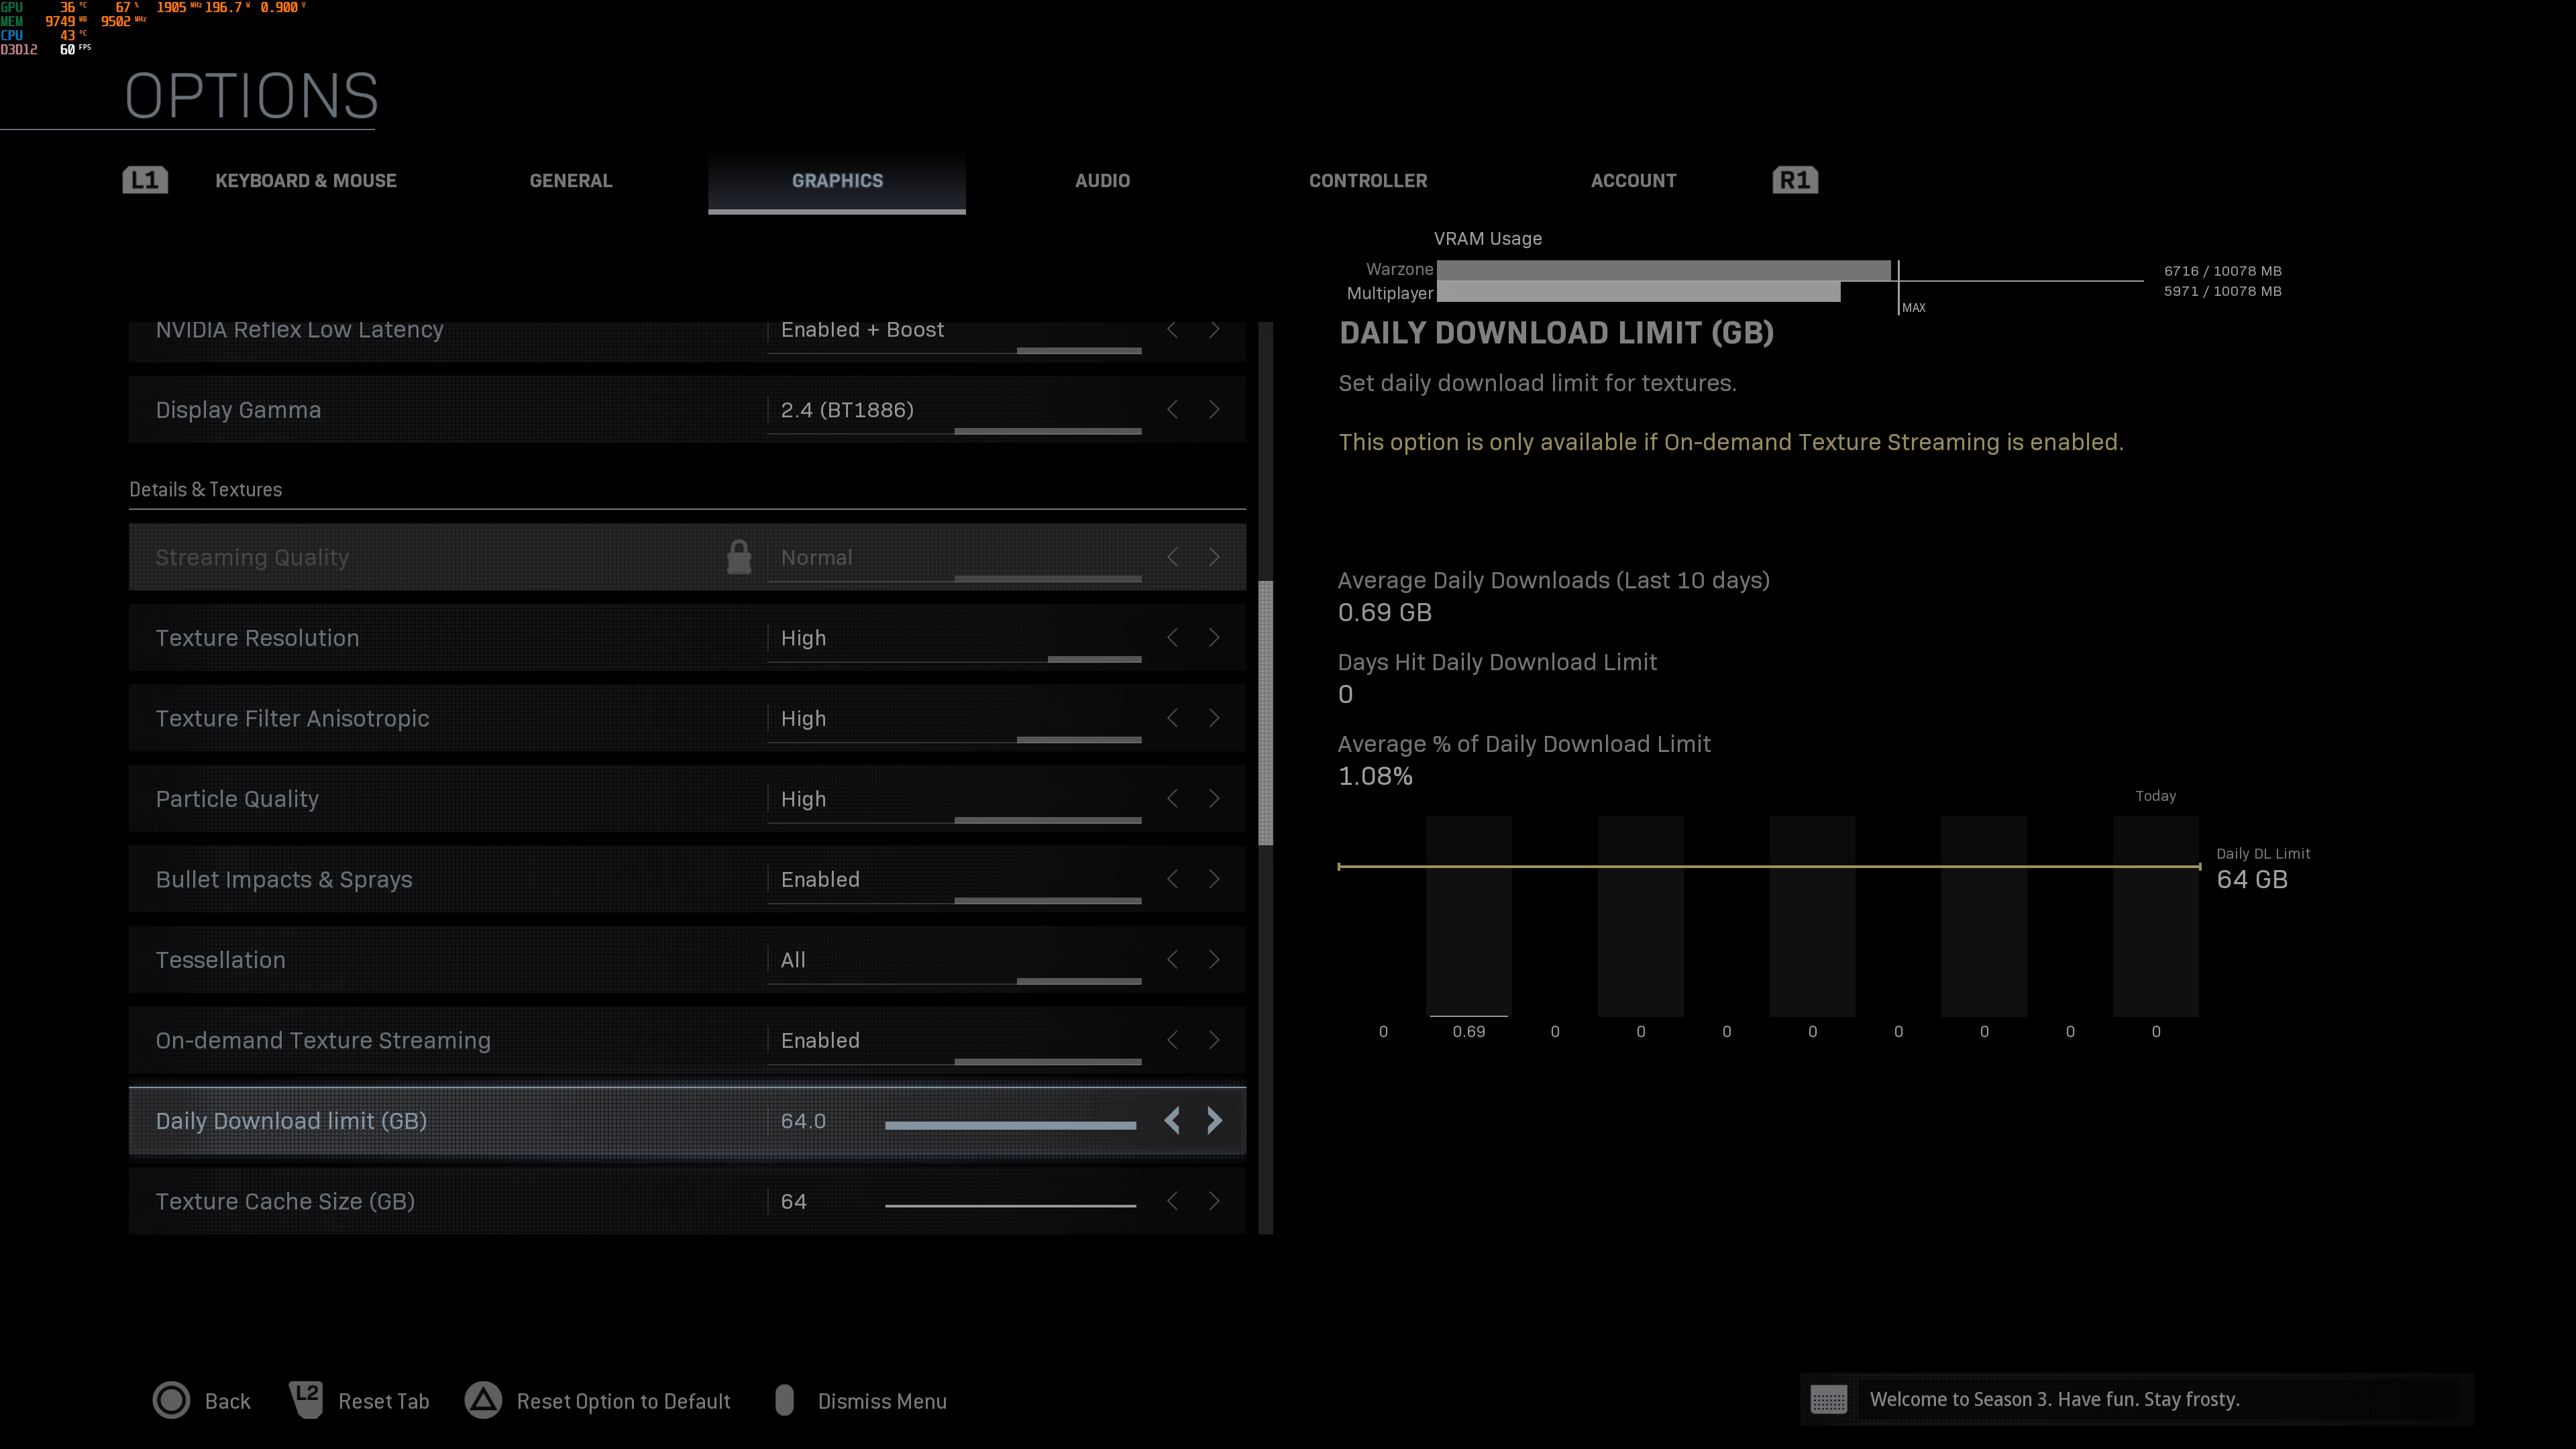 GPU 36 °C 67 % 1905 MHz 196.7 W 0.900 V
MEM 9749 MB 9502 MHz
CPU 43 °C
D3D12 60 FPS
OPTIONS
L1 KEYBOARD & MOUSE GENERAL GRAPHICS AUDIO CONTROLLER ACCOUNT R1
VRAM Usage
Warzone 6716 / 10078 MB
Multiplayer 5971 / 10078 MB
MAX
NVIDIA Reflex Low Latency Enabled + Boost
Display Gamma 2.4 (BT1886)
Details & Textures
Streaming Quality Normal
Texture Resolution High
Texture Filter Anisotropic High
Particle Quality High
Bullet Impacts & Sprays Enabled
Tessellation All
On-demand Texture Streaming Enabled
Daily Download limit (GB) 64.0
Texture Cache Size (GB) 64
DAILY DOWNLOAD LIMIT (GB)
Set daily download limit for textures.
This option is only available if On-demand Texture Streaming is enabled.
Average Daily Downloads (Last 10 days)
0.69 GB
Days Hit Daily Download Limit
0
Average % of Daily Download Limit
1.08%
Today
Daily DL Limit
64 GB
0 0.69 0 0 0 0 0 0 0 0
Back L2 Reset Tab Reset Option to Default Dismiss Menu
Welcome to Season 3. Have fun. Stay frosty.